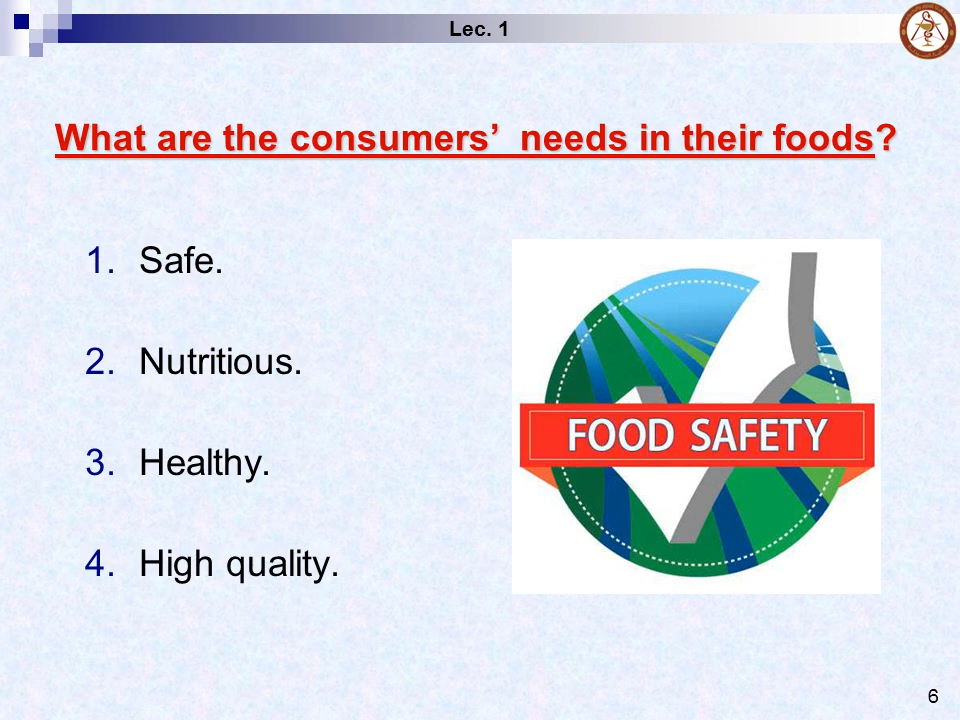 Lec. 1
What are the consumers’ needs in their foods?
1. Safe.
2. Nutritious.
3. Healthy.
4. High quality.
FOOD SAFETY
6